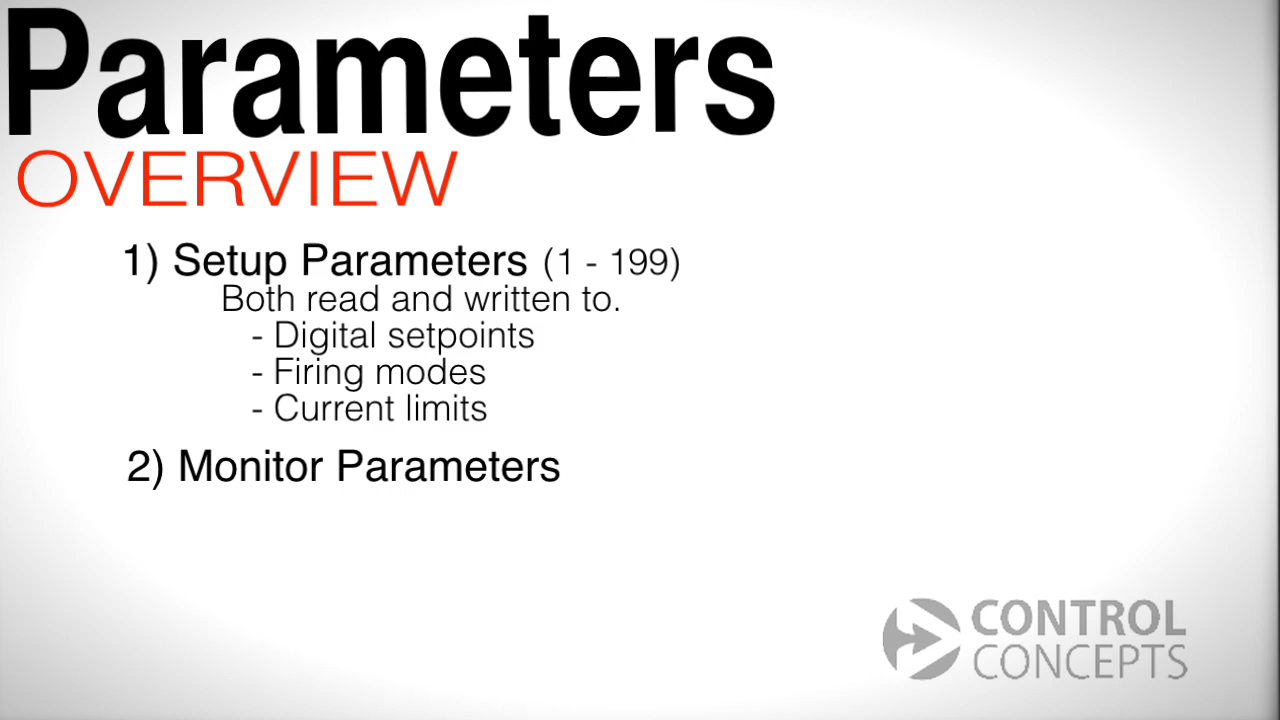 Parameters
OVERVIEW
1) Setup Parameters (1 - 199)
Both read and written to.
- Digital setpoints
- Firing modes
- Current limits
2) Monitor Parameters
CONTROL
CONCEPTS